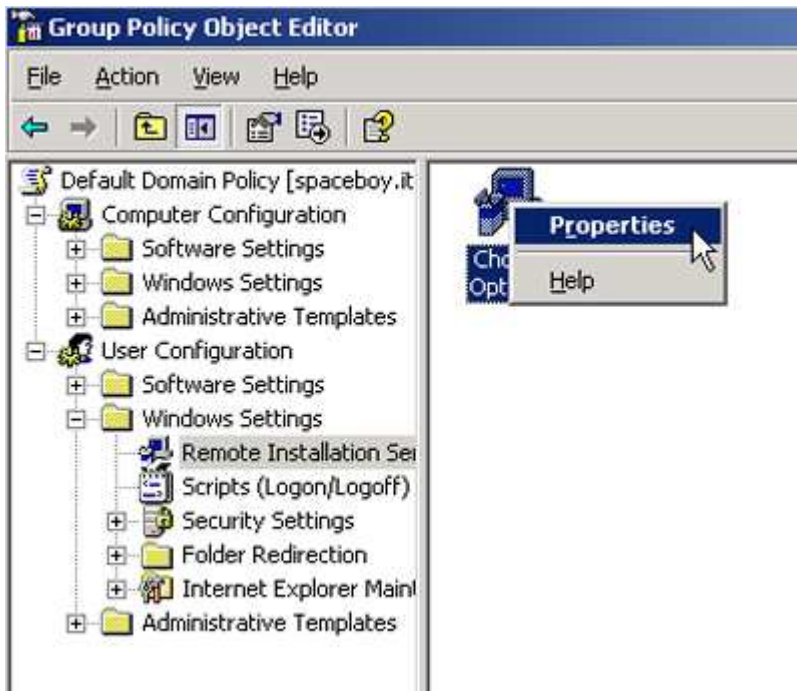 Group Policy Object Editor
File Action View Help
Default Domain Policy [spaceboy.it
Computer Configuration
Software Settings
Windows Settings
Administrative Templates
User Configuration
Software Settings
Windows Settings
Remote Installation Ser
Scripts (Logon/Logoff)
Security Settings
Folder Redirection
Internet Explorer Maint
Administrative Templates
Cho
Opt
Properties
Help